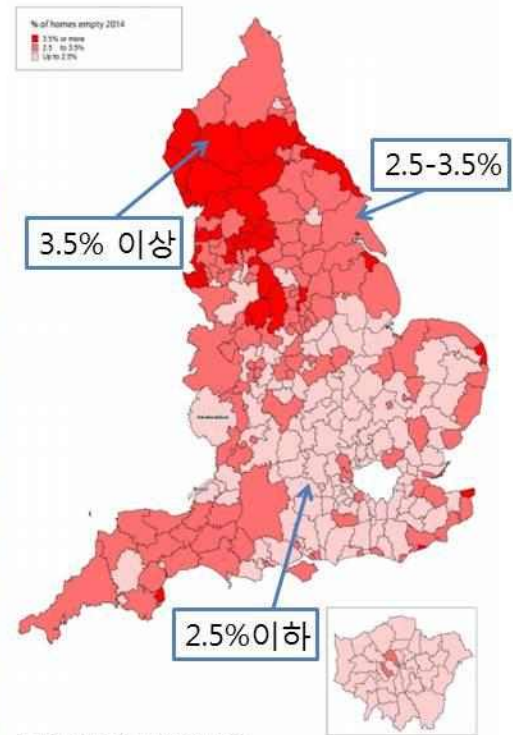 % of homes empty 2014
3.5% or more
2.5 to 3.5%
Up to 2.5%
2.5-3.5%
3.5% 이상
2.5%이하